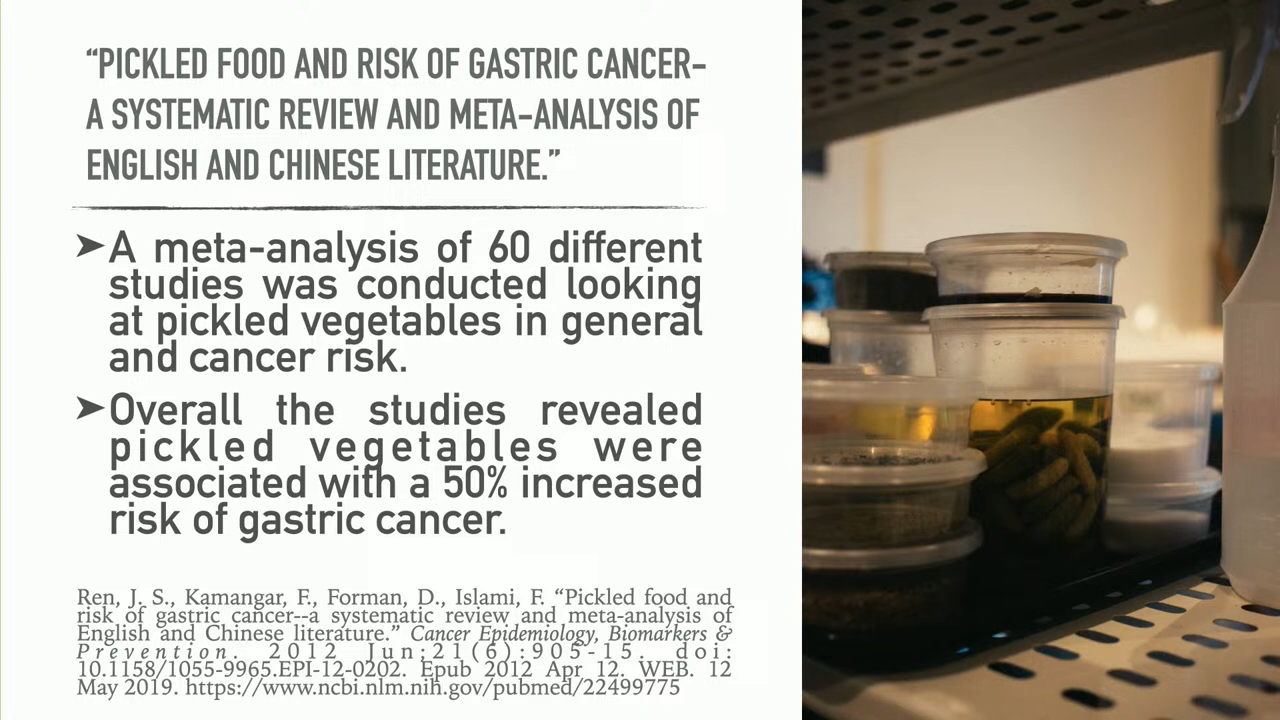 “PICKLED FOOD AND RISK OF GASTRIC CANCER–
A SYSTEMATIC REVIEW AND META-ANALYSIS OF
ENGLISH AND CHINESE LITERATURE.”
➤A meta-analysis of 60 different
studies was conducted looking
at pickled vegetables in general
and cancer risk.
➤Overall the studies revealed
pickled vegetables were
associated with a 50% increased
risk of gastric cancer.
Ren, J. S., Kamangar, F., Forman, D., Islami, F. “Pickled food and
risk of gastric cancer--a systematic review and meta-analysis of
English and Chinese literature.” Cancer Epidemiology, Biomarkers &
Prevention. 2012 Jun;21(6):905-15. doi:
10.1158/1055-9965.EPI-12-0202. Epub 2012 Apr 12. WEB. 12
May 2019. https://www.ncbi.nlm.nih.gov/pubmed/22499775